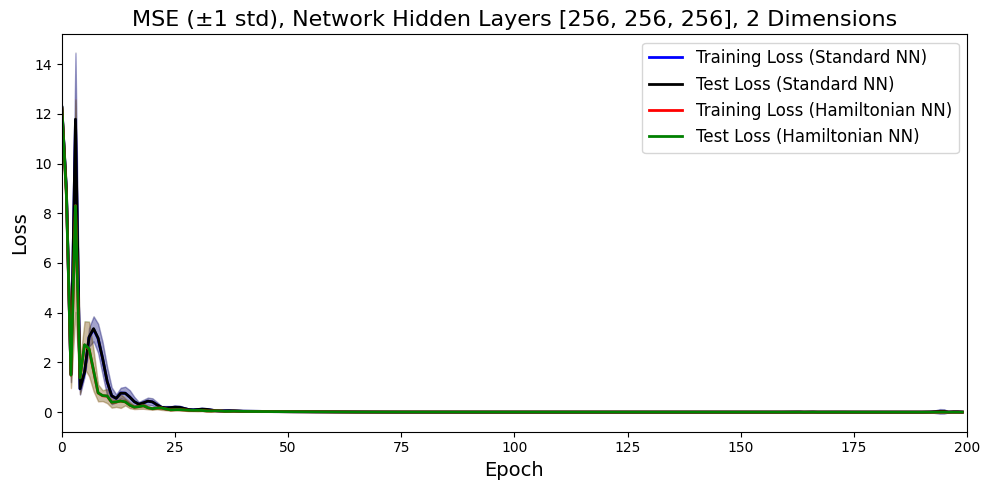 MSE (±1 std), Network Hidden Layers [256, 256, 256], 2 Dimensions
Training Loss (Standard NN)
Test Loss (Standard NN)
Training Loss (Hamiltonian NN)
Test Loss (Hamiltonian NN)
Loss
14
12
10
8
6
4
2
0
0 25 50 75 100 125 150 175 200
Epoch